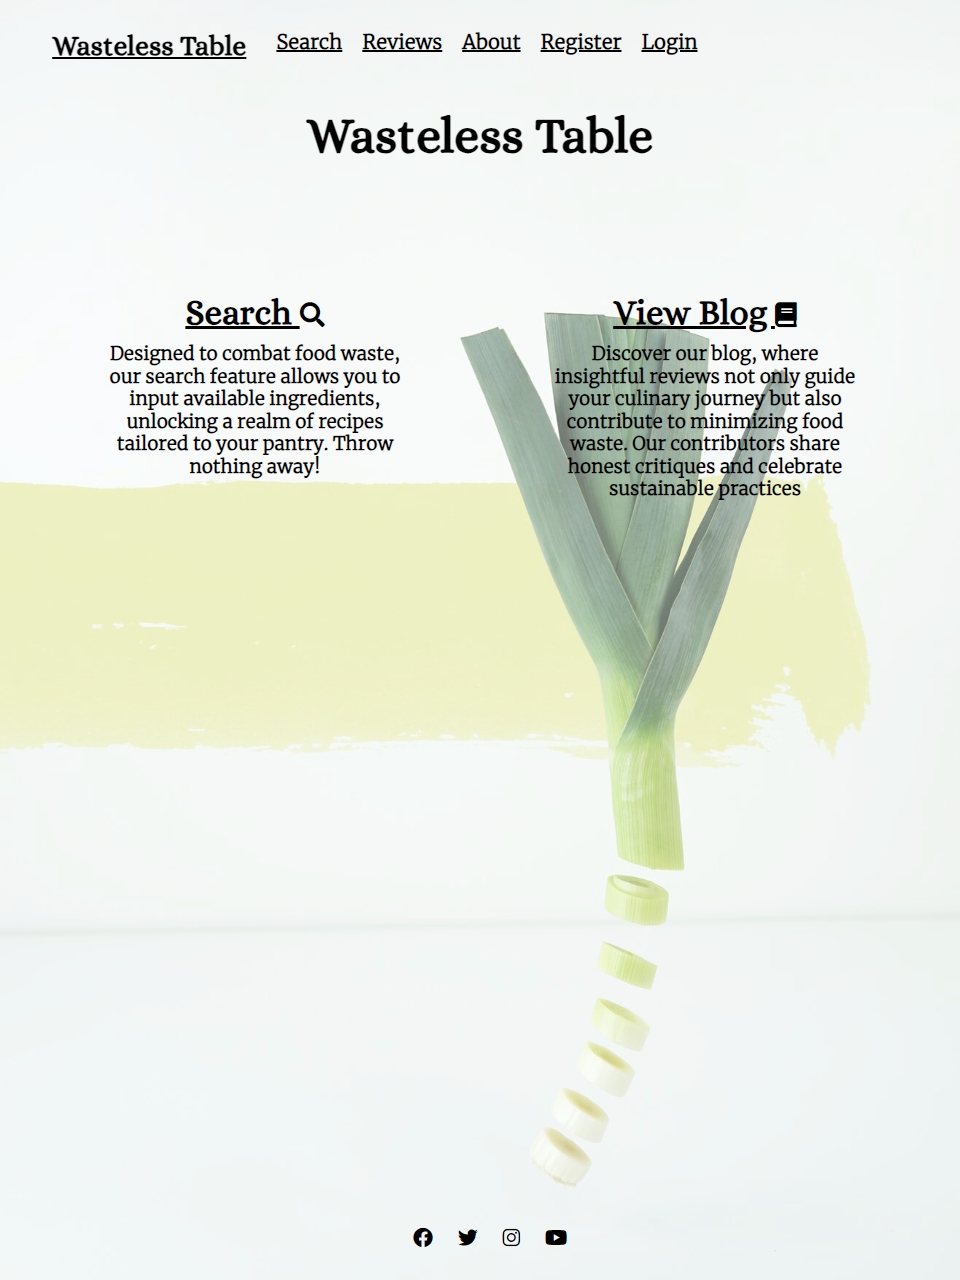 Wasteless Table Search Reviews About Register Login
Wasteless Table
Search
Designed to combat food waste,
our search feature allows you to
input available ingredients,
unlocking a realm of recipes
tailored to your pantry. Throw
nothing away!
View Blog
Discover our blog, where
insightful reviews not only guide
your culinary journey but also
contribute to minimizing food
waste. Our contributors share
honest critiques and celebrate
sustainable practices